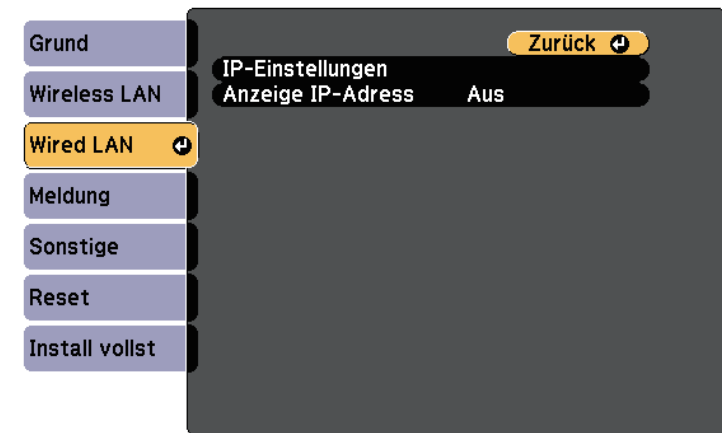 Grund
Wireless LAN
Wired LAN
Meldung
Sonstige
Reset
Install vollst
Zurück
IP-Einstellungen
Anzeige IP-Adress Aus